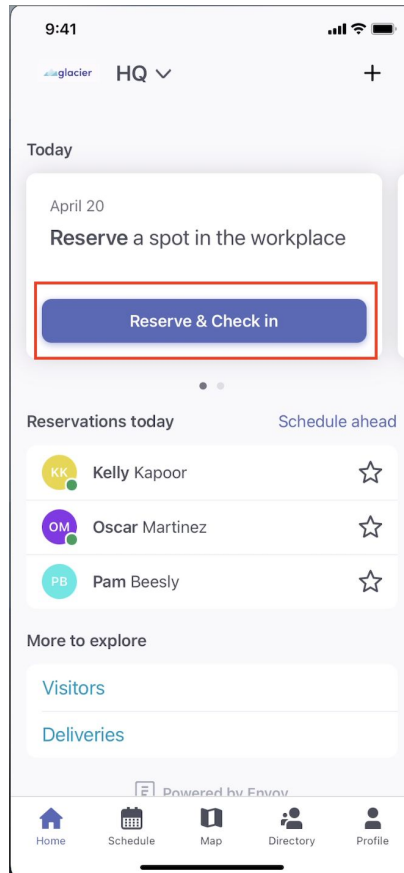 9:41
glacier HQ
Today
April 20
Reserve a spot in the workplace
Reserve & Check in
Reservations today Schedule ahead
KK Kelly Kapoor
OM Oscar Martinez
PB Pam Beesly
More to explore
Visitors
Deliveries
Powered by Envoy
Home Schedule Map Directory Profile